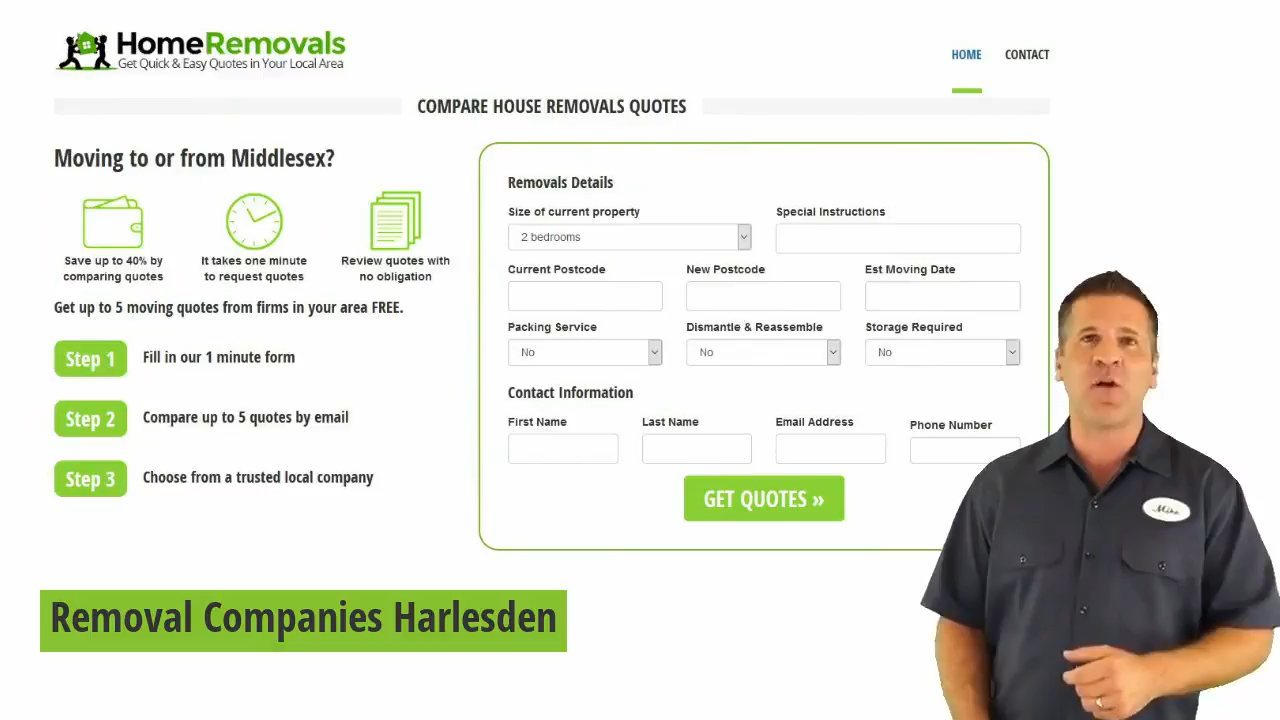 HomeRemovals
Get Quick & Easy Quotes in Your Local Area
HOME CONTACT
COMPARE HOUSE REMOVALS QUOTES
Moving to or from Middlesex?
Save up to 40% by
comparing quotes
It takes one minute
to request quotes
Review quotes with
no obligation
Get up to 5 moving quotes from firms in your area FREE.
Step 1 Fill in our 1 minute form
Step 2 Compare up to 5 quotes by email
Step 3 Choose from a trusted local company
Removals Details
Size of current property Special Instructions
2 bedrooms
Current Postcode New Postcode Est Moving Date
Packing Service Dismantle & Reassemble Storage Required
No No No
Contact Information
First Name Last Name Email Address Phone Number
GET QUOTES »
Mike
Removal Companies Harlesden